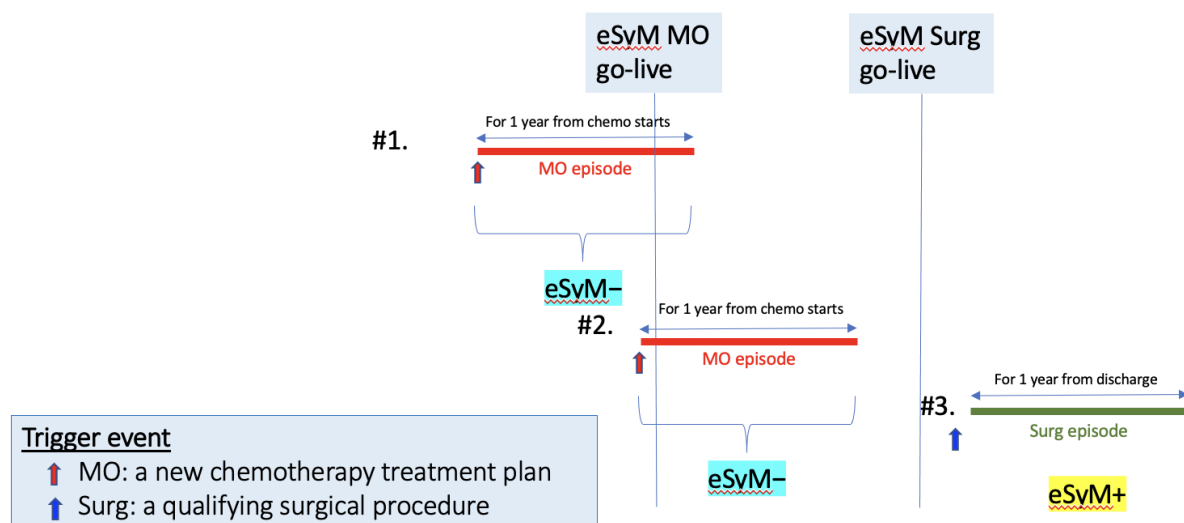 eSyM MO
go-live
eSyM Surg
go-live
For 1 year from chemo starts
#1.
MO episode
eSyM−
For 1 year from chemo starts
#2.
MO episode
For 1 year from discharge
#3.
Surg episode
Trigger event
MO: a new chemotherapy treatment plan
Surg: a qualifying surgical procedure
eSyM−
eSyM+